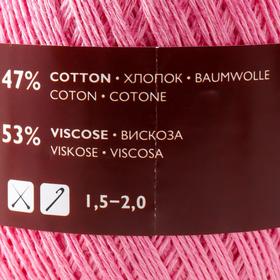 47% COTTON • ХЛОПОК • BAUMWOLLE
COTON • COTONE
53% VISCOSE • ВИСКОЗА
VISKOSE • VISCOSA
1,5–2,0